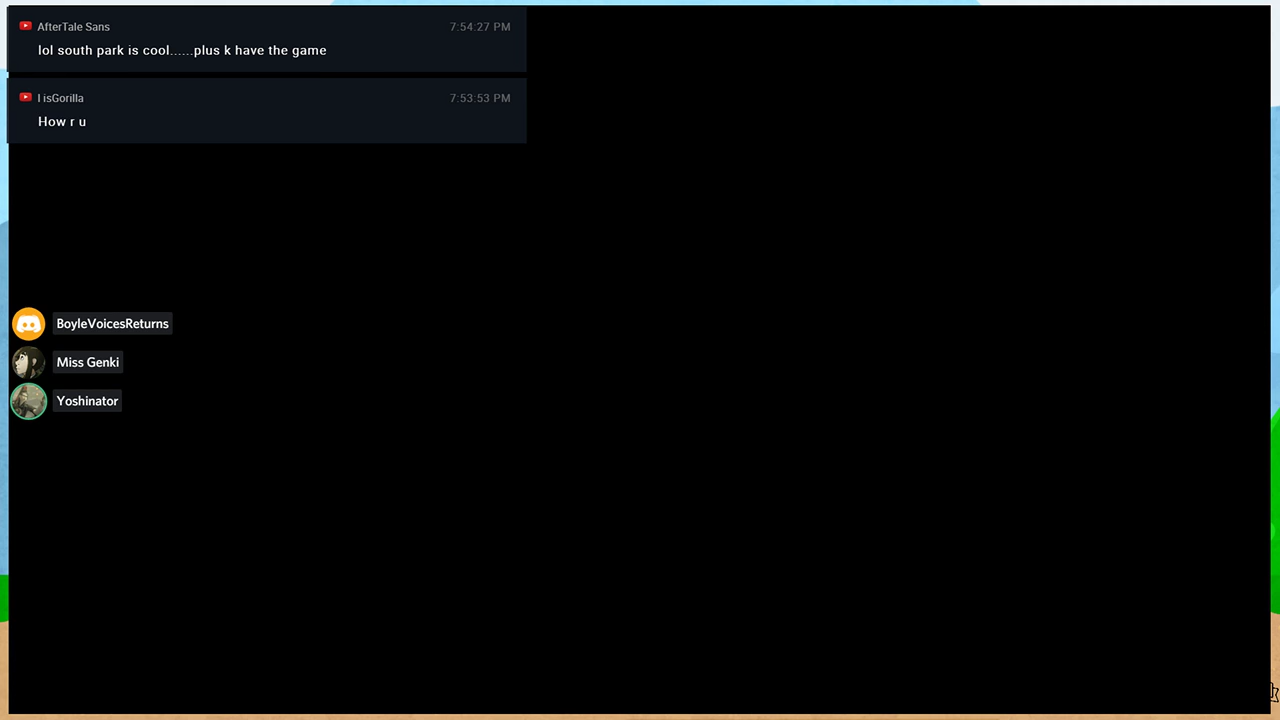 AfterTale Sans 7:54:27 PM
lol south park is cool......plus k have the game
I isGorilla 7:53:53 PM
How r u
BoyleVoicesReturns
Miss Genki
Yoshinator